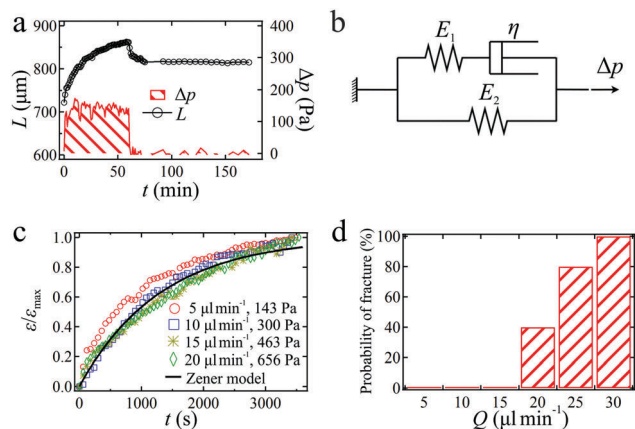 a
L (μm)
900
800
700
600
Δp
L
400
300
200
100
0
Δp (Pa)
0
50
100
150
t (min)
b
E1
η
E2
Δp
c
ε/εmax
1.0
0.8
0.6
0.4
0.2
0.0
5 μl min-1, 143 Pa
10 μl min-1, 300 Pa
15 μl min-1, 463 Pa
20 μl min-1, 656 Pa
Zener model
0
1000
2000
3000
t (s)
d
Probability of fracture (%)
100
80
60
40
20
0
5
10
15
20
25
30
Q (μl min-1)